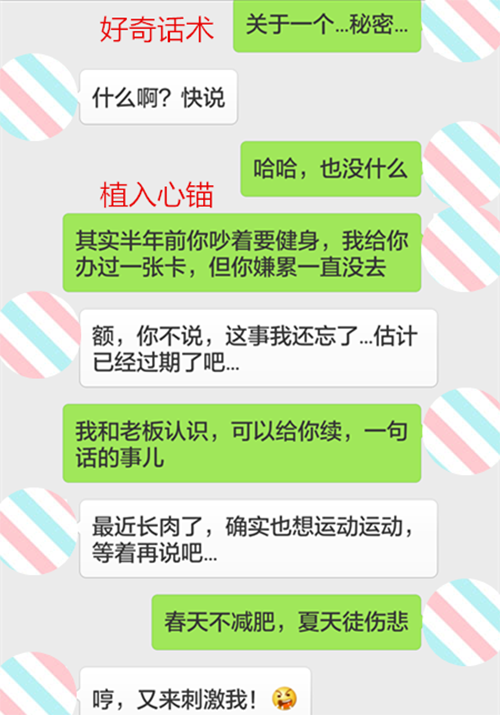 好奇话术
关于一个...秘密...
什么啊？快说
哈哈，也没什么
植入心锚
其实半年前你吵着要健身，我给你
办过一张卡，但你嫌累一直没去
额，你不说，这事我还忘了...估计
已经过期了吧...
我和老板认识，可以给你续，一句
话的事儿
最近长肉了，确实也想运动运动，
等着再说吧...
春天不减肥，夏天徒伤悲
哼，又来刺激我！